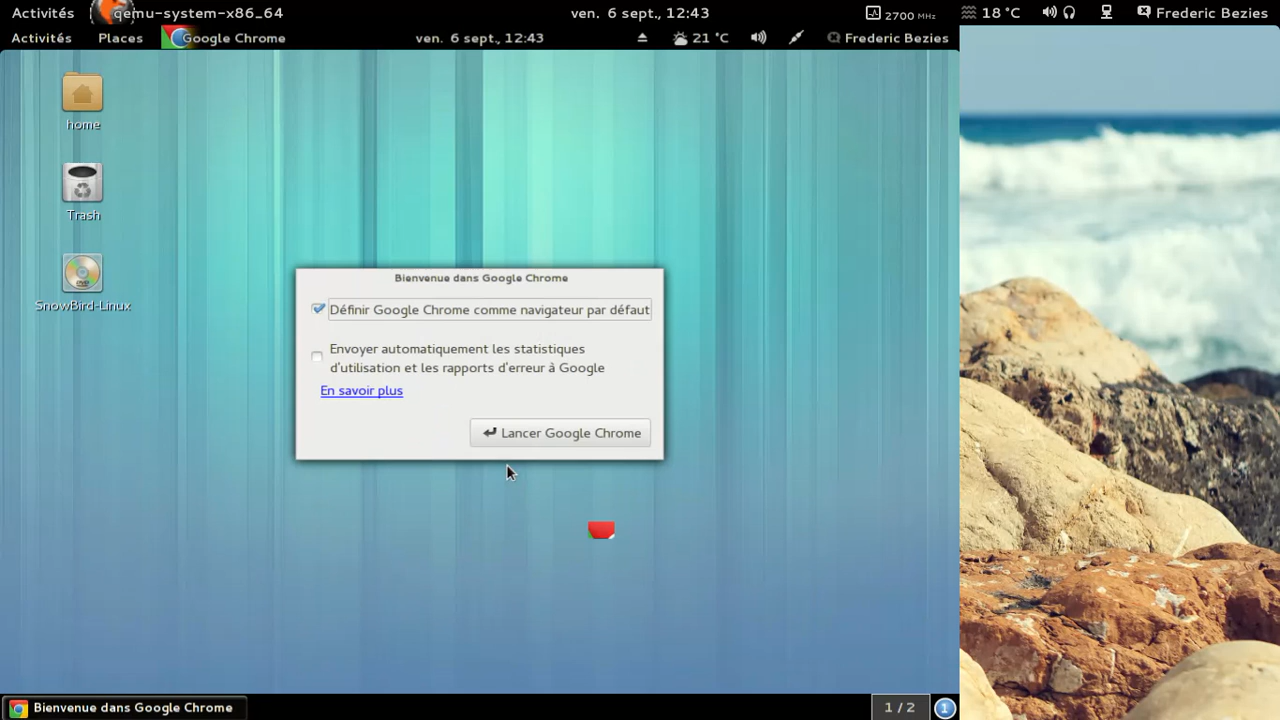 Activités qemu-system-x86_64 ven. 6 sept., 12:43 2700 MHz 18 °C Frederic Bezies
Activités Places Google Chrome ven. 6 sept., 12:43 21 °C Frederic Bezies
home
Trash
SnowBird-Linux
Bienvenue dans Google Chrome
Définir Google Chrome comme navigateur par défaut
Envoyer automatiquement les statistiques
d'utilisation et les rapports d'erreur à Google
En savoir plus
Lancer Google Chrome
Bienvenue dans Google Chrome 1 / 2 1